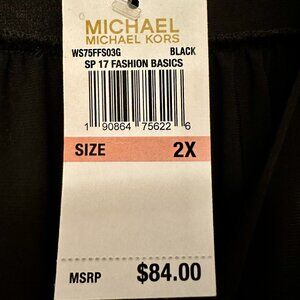 MICHAEL
MICHAEL KORS
WS75FFS03G BLACK
SP 17 FASHION BASICS
1 90864 75622 6
SIZE 2X
MSRP $84.00